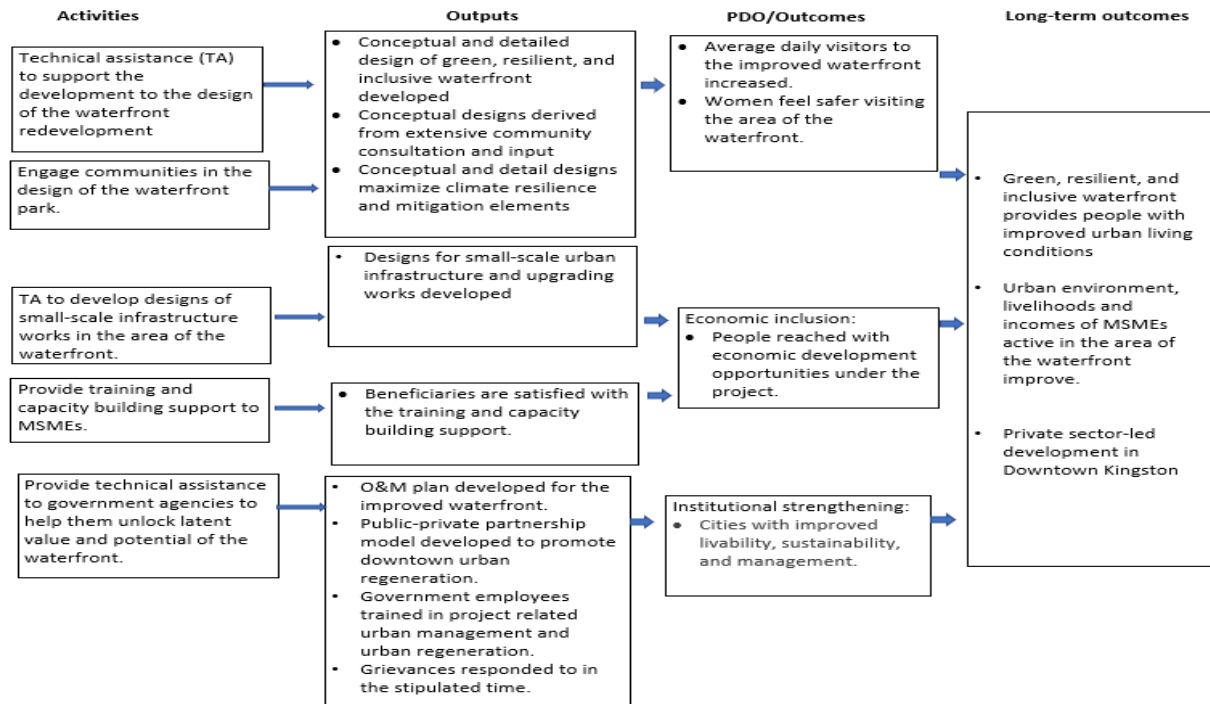 Activities
Outputs
PDO/Outcomes
Long-term outcomes
Technical assistance (TA)
to support the
development to the design
of the waterfront
redevelopment
Engage communities in the
design of the waterfront
park.
TA to develop designs of
small-scale infrastructure
works in the area of the
waterfront.
Provide training and
capacity building support to
MSMEs.
Provide technical assistance
to government agencies to
help them unlock latent
value and potential of the
waterfront.
● Conceptual and detailed
design of green, resilient, and
inclusive waterfront
developed
● Conceptual designs derived
from extensive community
consultation and input
● Conceptual and detail designs
maximize climate resilience
and mitigation elements
• Designs for small-scale urban
infrastructure and upgrading
works developed
● Beneficiaries are satisfied with
the training and capacity
building support.
• O&M plan developed for the
improved waterfront.
• Public-private partnership
model developed to promote
downtown urban
regeneration.
• Government employees
trained in project related
urban management and
urban regeneration.
• Grievances responded to in
the stipulated time.
● Average daily visitors to
the improved waterfront
increased.
● Women feel safer visiting
the area of the
waterfront.
Economic inclusion:
● People reached with
economic development
opportunities under the
project.
Institutional strengthening:
● Cities with improved
livability, sustainability,
and management.
• Green, resilient, and
inclusive waterfront
provides people with
improved urban living
conditions
• Urban environment,
livelihoods and
incomes of MSMEs
active in the area of
the waterfront
improve.
• Private sector-led
development in
Downtown Kingston